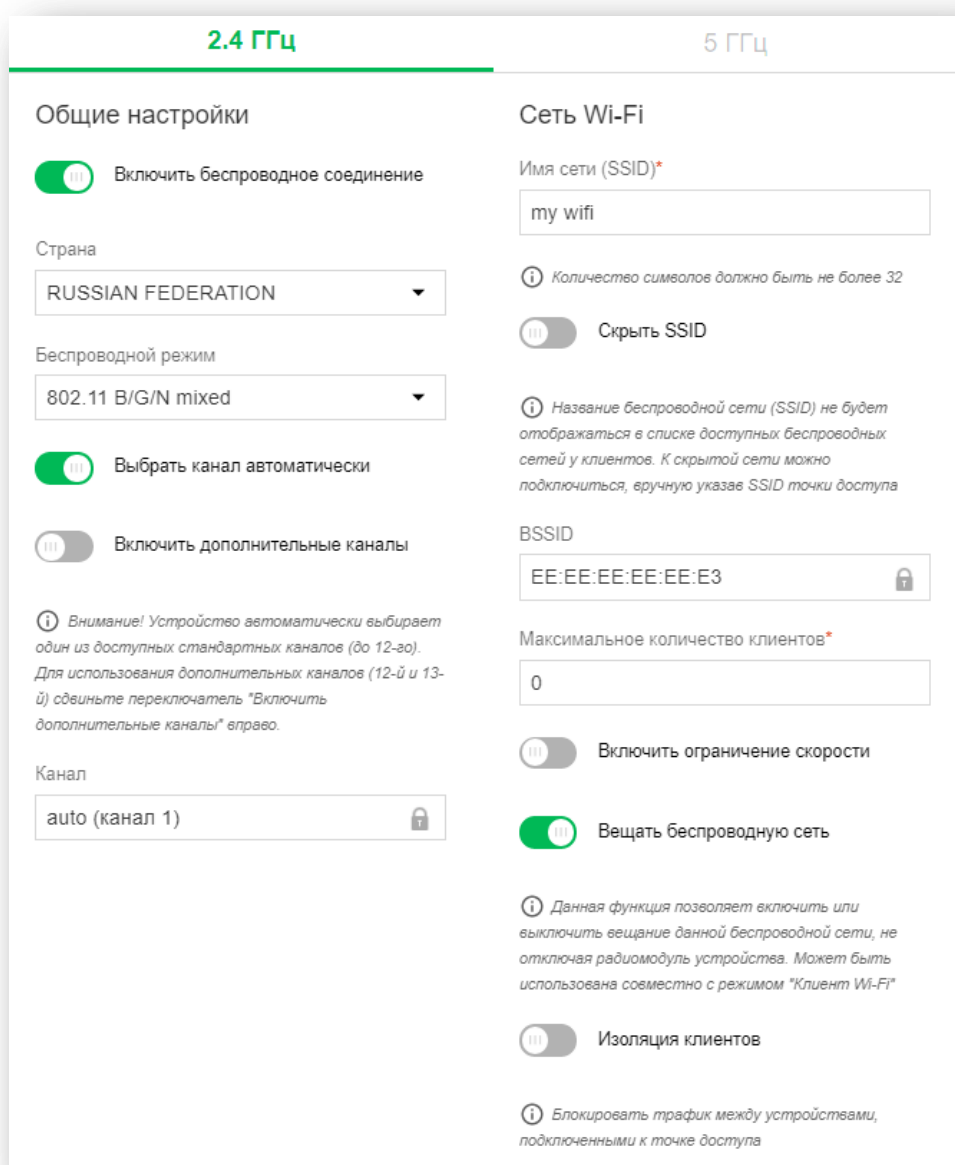 2.4 ГГц
5 ГГц
Общие настройки
Включить беспроводное соединение
Страна
RUSSIAN FEDERATION
Беспроводной режим
802.11 B/G/N mixed
Выбрать канал автоматически
Включить дополнительные каналы
Внимание! Устройство автоматически выбирает
один из доступных стандартных каналов (до 12-го).
Для использования дополнительных каналов (12-й и 13-
й) сдвиньте переключатель "Включить
дополнительные каналы" вправо.
Канал
auto (канал 1)
Сеть Wi-Fi
Имя сети (SSID)*
my wifi
Количество символов должно быть не более 32
Скрыть SSID
Название беспроводной сети (SSID) не будет
отображаться в списке доступных беспроводных
сетей у клиентов. К скрытой сети можно
подключиться, вручную указав SSID точки доступа
BSSID
EE:EE:EE:EE:EE:E3
Максимальное количество клиентов*
0
Включить ограничение скорости
Вещать беспроводную сеть
Данная функция позволяет включить или
выключить вещание данной беспроводной сети, не
отключая радиомодуль устройства. Может быть
использована совместно с режимом "Клиент Wi-Fi"
Изоляция клиентов
Блокировать трафик между устройствами,
подключенными к точке доступа